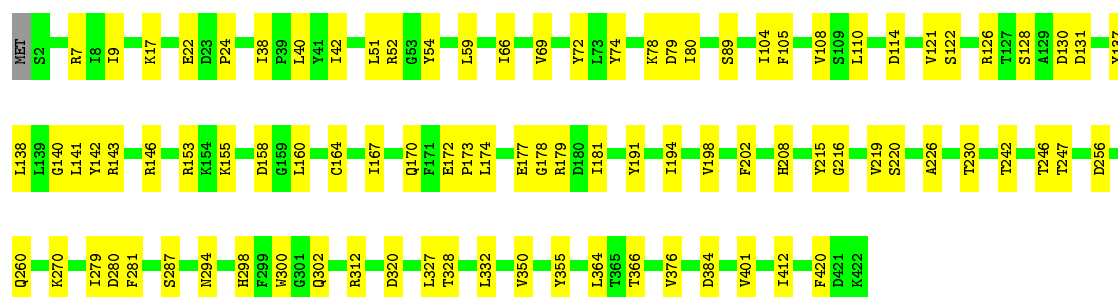 MET S2 R7 I8 I9 K17 E22 D23 P24 I38 P39 L40 Y41 I42 L51 R52 G53 Y54 L59 I66 V69 Y72 L73 Y74 K78 D79 I80 S89 I104 F105 V108 S109 L110 D114 V121 S122 R126 T127 S128 A129 D130 D131 Y137
L138 L139 G140 L141 Y142 R143 R146 R153 K154 K155 D158 G159 L160 C164 I167 Q170 F171 E172 P173 L174 E177 G178 R179 D180 I181 Y191 I194 V198 F202 H208 Y215 G216 V219 S220 A226 T230 T242 T246 T247 D256
Q260 K270 I279 D280 F281 S287 N294 H298 F299 W300 G301 Q302 R312 D320 L327 T328 L332 V350 Y355 L364 T365 T366 V376 D384 V401 I412 F420 D421 K422